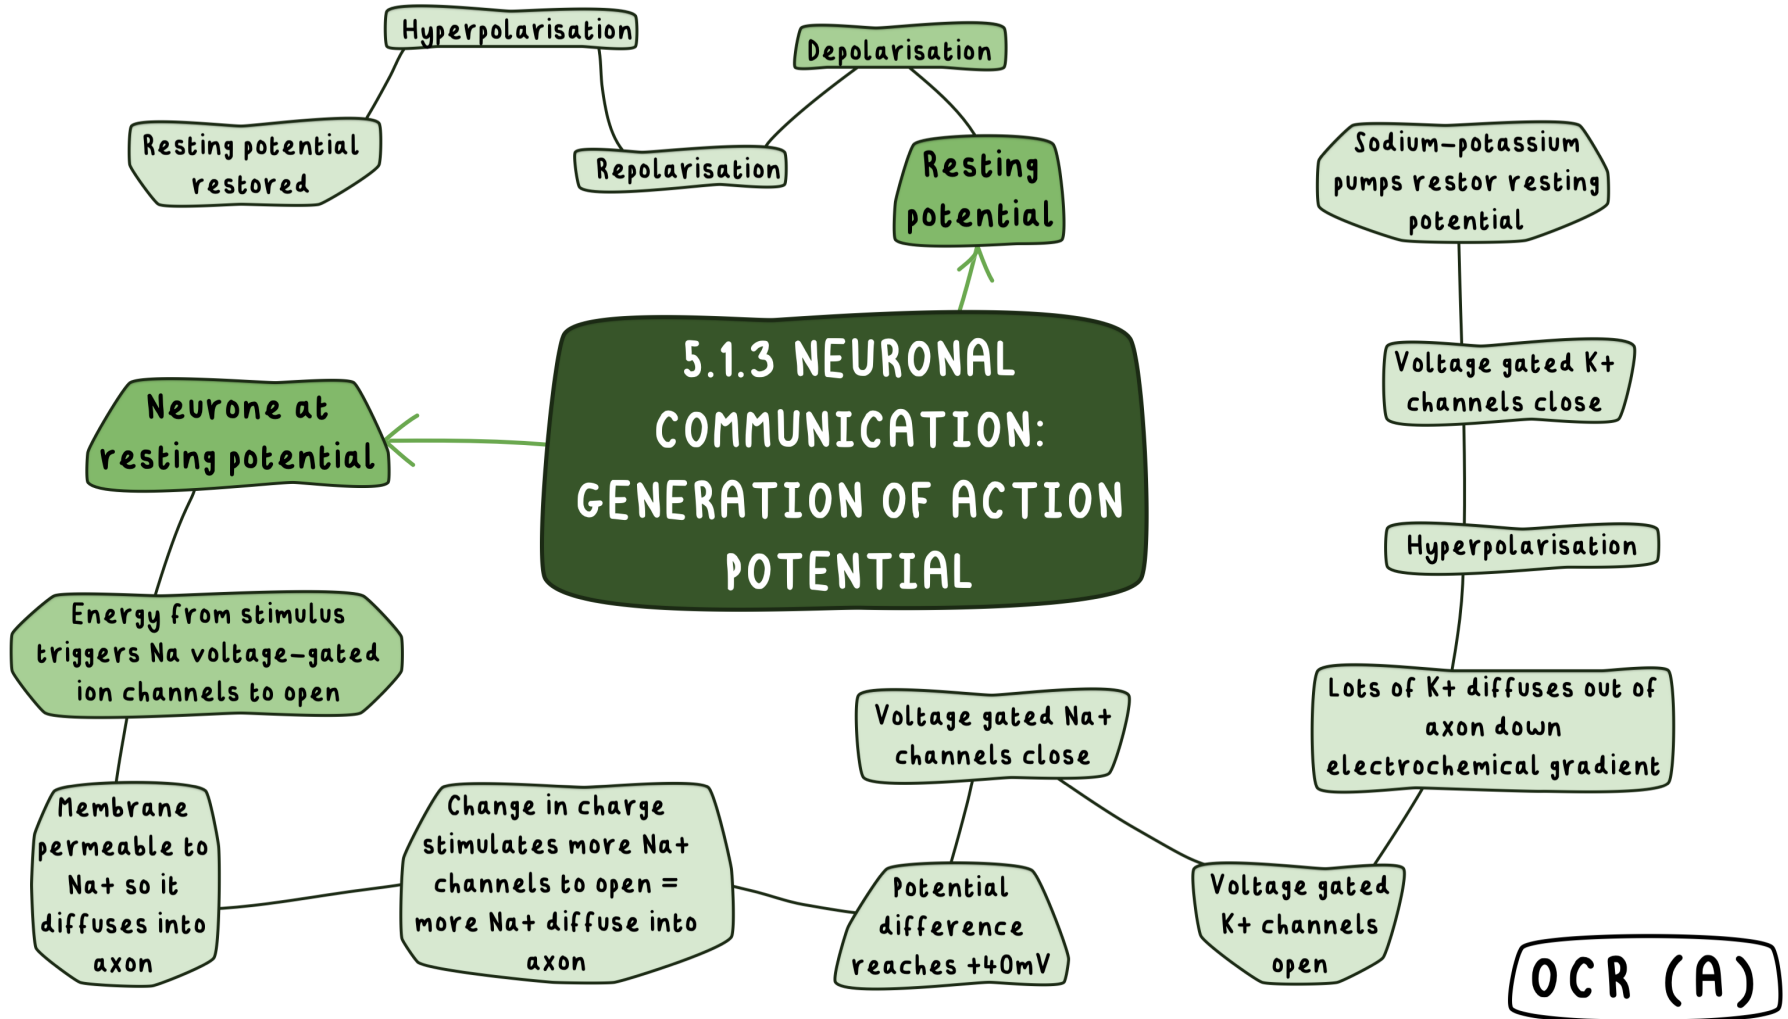 Hyperpolarisation
Depolarisation
Resting potential
restored
Repolarisation
Resting
potential
Sodium-potassium
pumps restor resting
potential
5.1.3 NEURONAL
COMMUNICATION:
GENERATION OF ACTION
POTENTIAL
Neurone at
resting potential
Energy from stimulus
triggers Na voltage-gated
ion channels to open
Membrane
permeable to
Na+ so it
diffuses into
axon
Change in charge
stimulates more Na+
channels to open =
more Na+ diffuse into
axon
Potential
difference
reaches +40mV
Voltage gated Na+
channels close
Voltage gated
K+ channels
open
Lots of K+ diffuses out of
axon down
electrochemical gradient
Hyperpolarisation
Voltage gated K+
channels close
OCR (A)